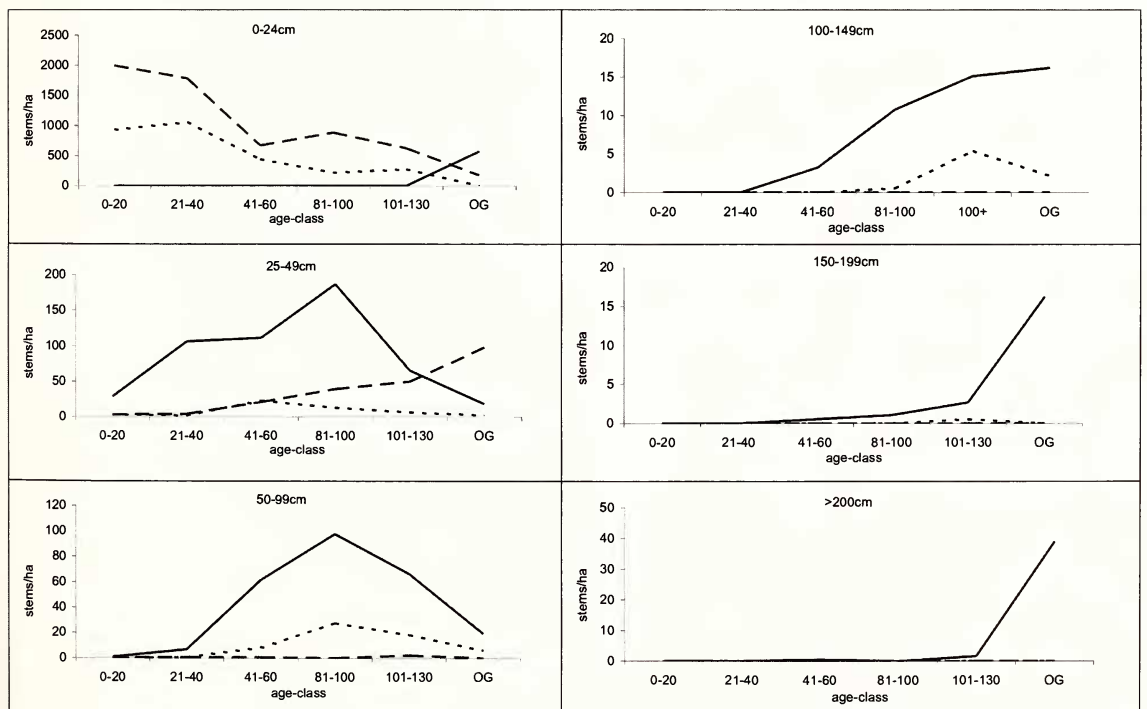 0-24cm
2500
2000
1500
1000
500
0
stems/ha
0-20 21-40 41-60 81-100 101-130 OG
age-class
25-49cm
200
150
100
50
0
stems/ha
0-20 21-40 41-60 81-100 101-130 OG
age-class
50-99cm
120
100
80
60
40
20
0
stems/ha
0-20 21-40 41-60 81-100 101-130 OG
age-class
100-149cm
20
15
10
5
0
stems/ha
0-20 21-40 41-60 81-100 100+ OG
age-class
150-199cm
20
15
10
5
0
stems/ha
0-20 21-40 41-60 81-100 101-130 OG
age-class
>200cm
50
40
30
20
10
0
stems/ha
0-20 21-40 41-60 81-100 101-130 OG
age-class